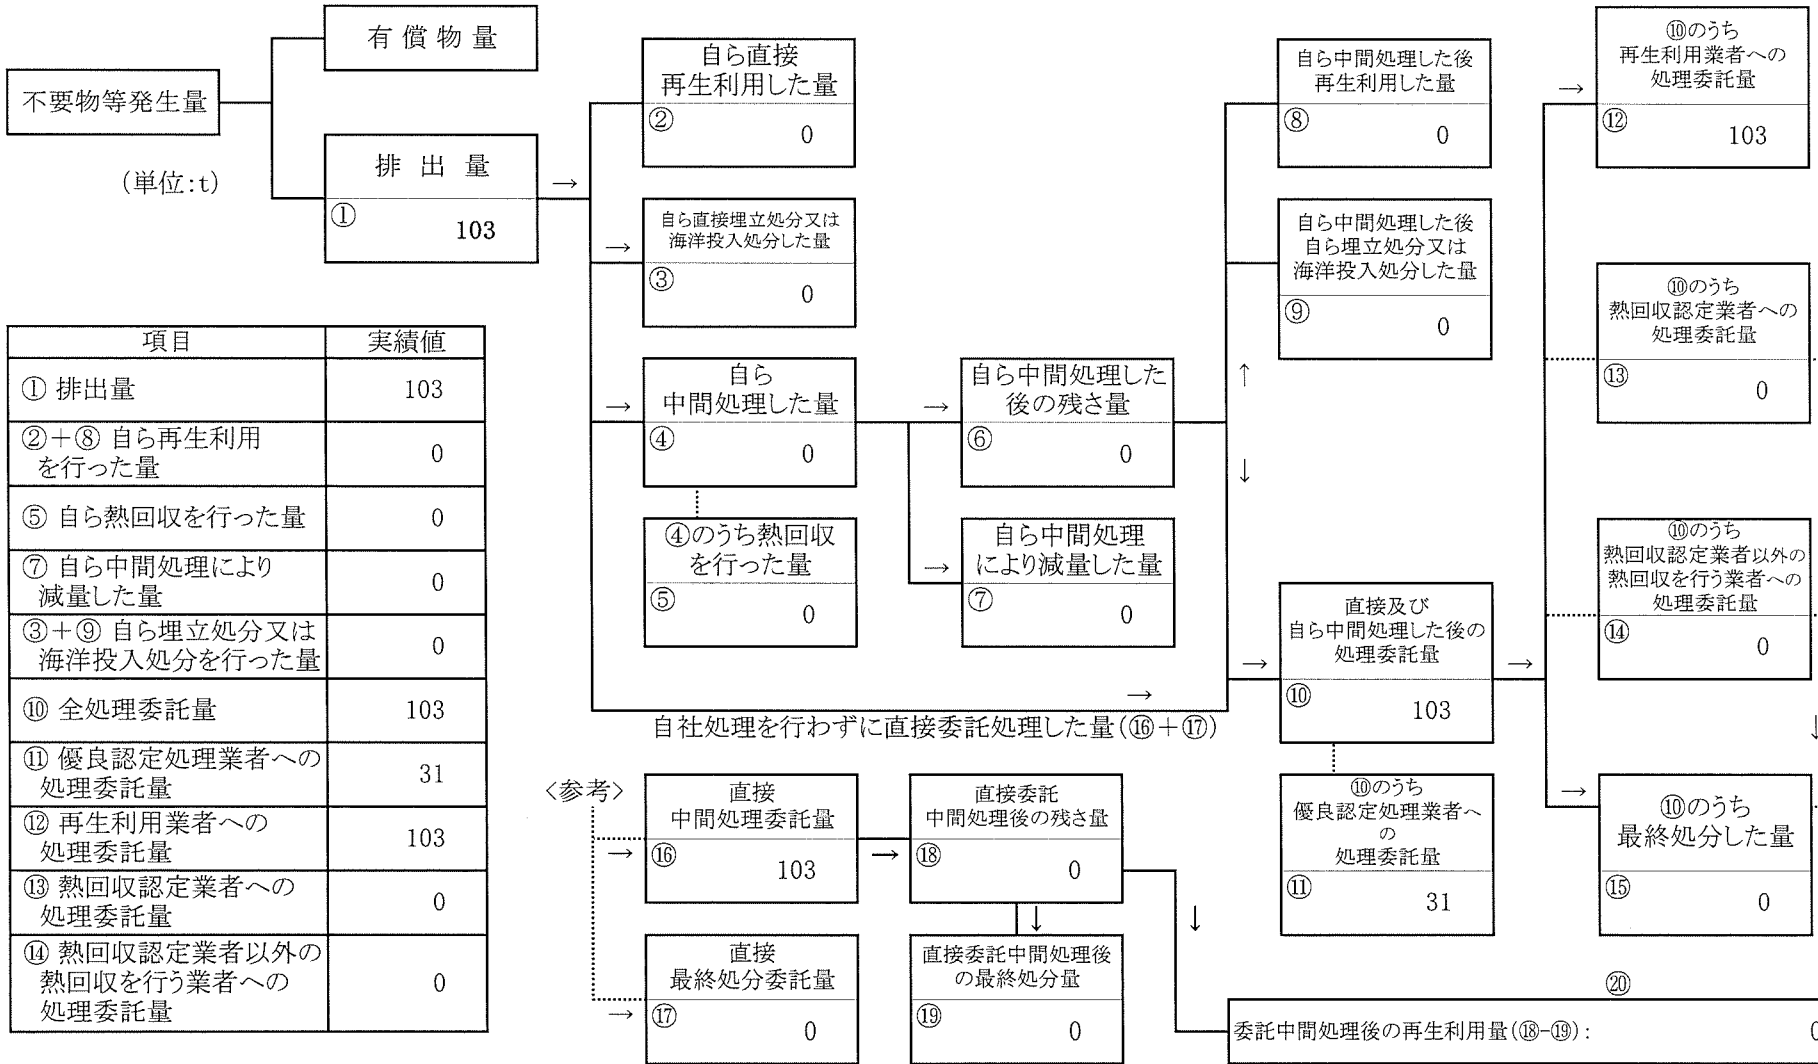 不要物等発生量
(単位:t)
有償物量
排出量
①
103
→
自ら直接
再生利用した量
②
0
→
自ら直接埋立処分又は
海洋投入処分した量
③
0
→
自ら
中間処理した量
④
0
④のうち熱回収
を行った量
⑤
0
→
自ら中間処理した
後の残さ量
⑥
0
→
自ら中間処理
により減量した量
⑦
0
↑
↓
自ら中間処理した後
再生利用した量
⑧
0
自ら中間処理した後
自ら埋立処分又は
海洋投入処分した量
⑨
0
→
自社処理を行わずに直接委託処理した量(⑯+⑰)
→
直接及び
自ら中間処理した後の
処理委託量
⑩
103
⑩のうち
優良認定処理業者へ
の
処理委託量
⑪
31
→
→
⑩のうち
再生利用業者への
処理委託量
⑫
103
⑩のうち
熱回収認定業者への
処理委託量
⑬
0
⑩のうち
熱回収認定業者以外の
熱回収を行う業者への
処理委託量
⑭
0
↓
→
⑩のうち
最終処分した量
⑮
0
項目 実績値
① 排出量 103
②+⑧ 自ら再生利用
を行った量 0
⑤ 自ら熱回収を行った量 0
⑦ 自ら中間処理により
減量した量 0
③+⑨ 自ら埋立処分又は
海洋投入処分を行った量 0
⑩ 全処理委託量 103
⑪ 優良認定処理業者への
処理委託量 31
⑫ 再生利用業者への
処理委託量 103
⑬ 熱回収認定業者への
処理委託量 0
⑭ 熱回収認定業者以外の
熱回収を行う業者への
処理委託量 0
<参考>
→
直接
中間処理委託量
⑯
103
→
直接
最終処分委託量
⑰
0
→
直接委託
中間処理後の残さ量
⑱
0
↓
直接委託中間処理後
の最終処分量
⑲
0
↓
⑳
委託中間処理後の再生利用量(⑱-⑲): 0